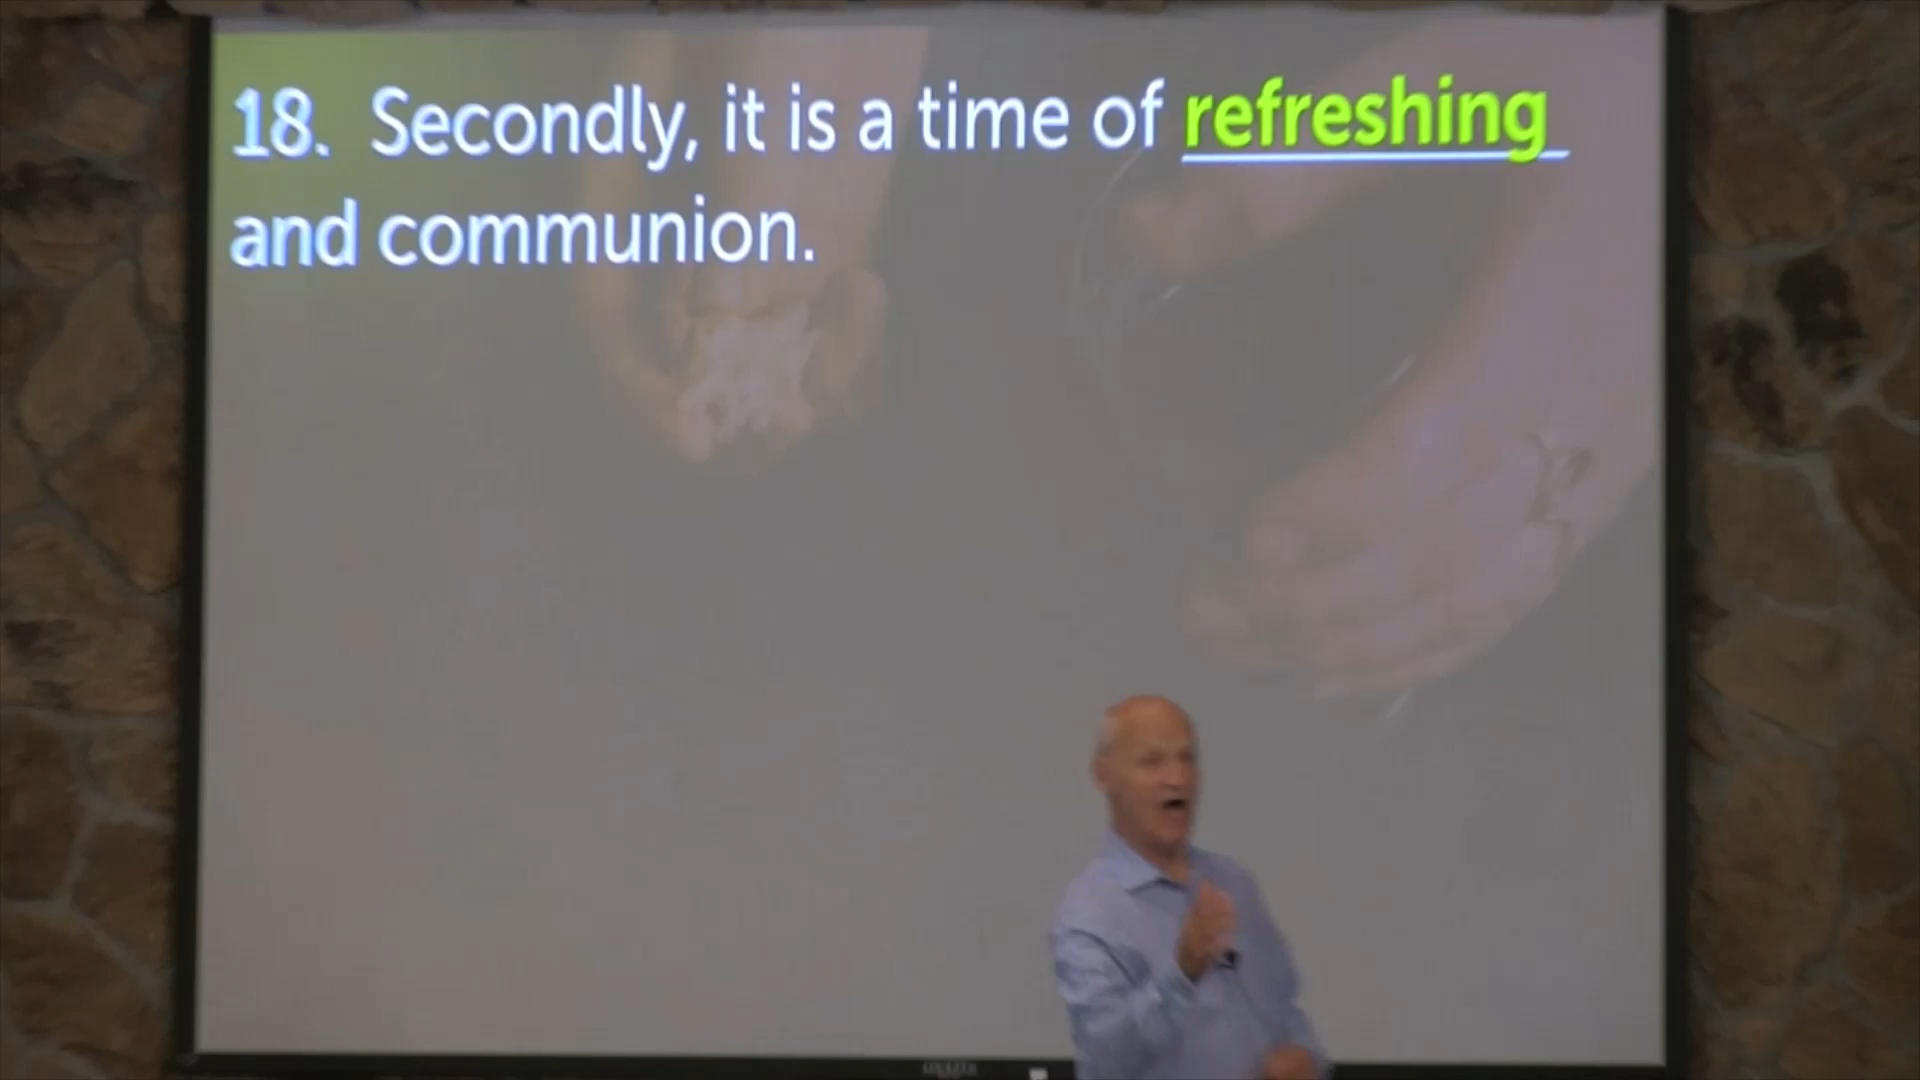 18. Secondly, it is a time of refreshing
and communion.